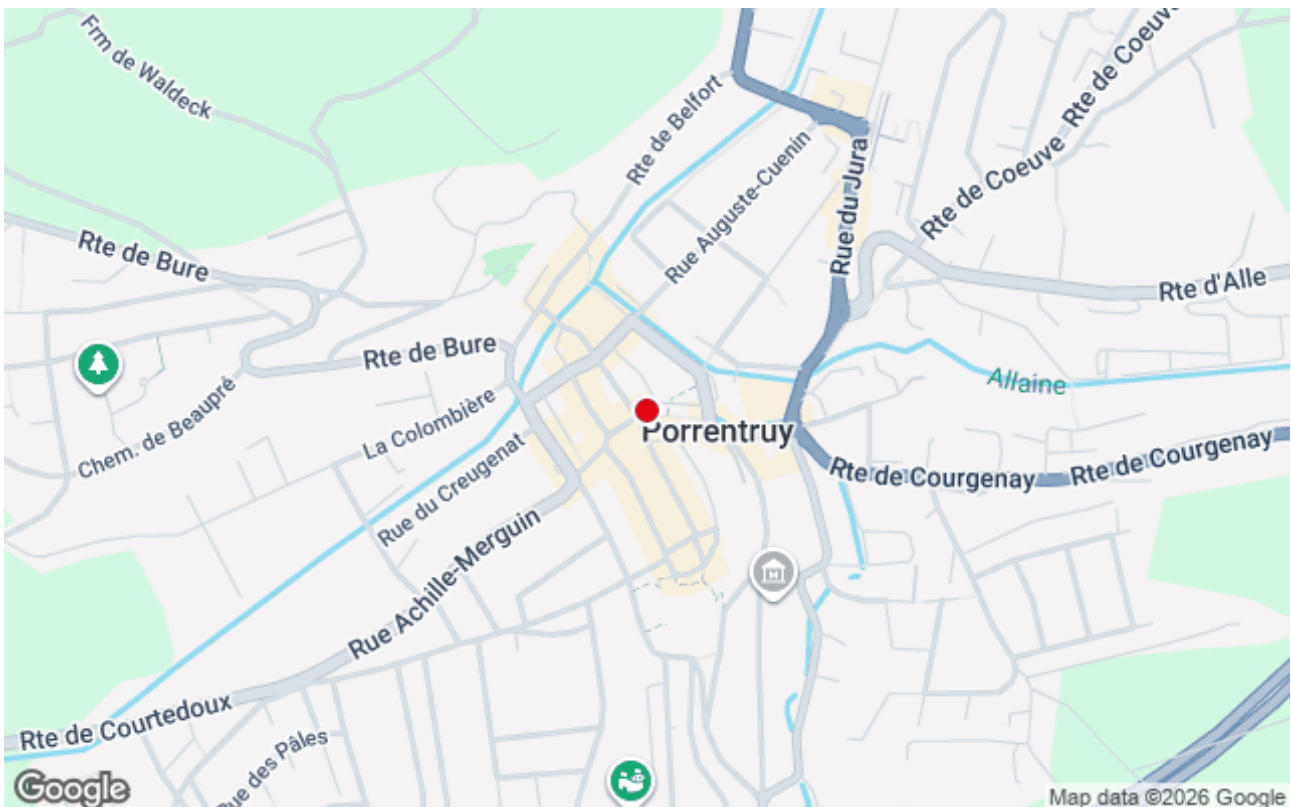 Frm de Waldeck
Rte de Belfort
Rte de Coeuve
Rte de Coeuve
Rue Auguste-Cuenin
Rue du Jura
Rte de Bure
Rte d'Alle
Rte de Bure
Allaine
Chem. de Beaupré
La Colombière
Porrentruy
Rue du Creugenat
Rte de Courgenay
Rte de Courgenay
Rue Achille-Merguin
Rte de Courtedoux
Rue des Pâles
Google
Map data ©2026 Google